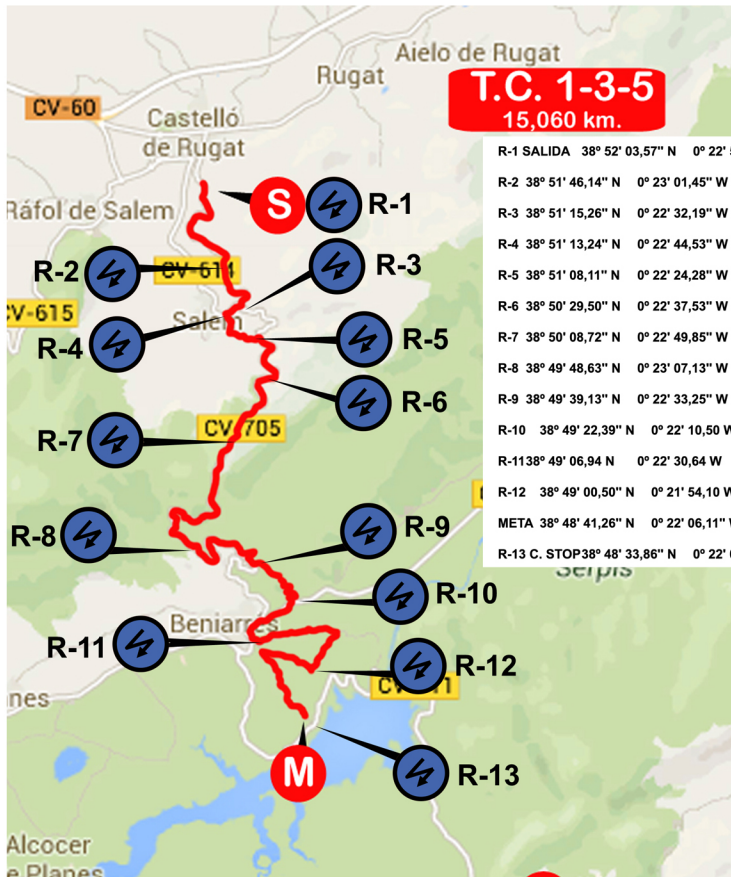 Aielo de Rugat
Rugat
T.C. 1-3-5
15,060 km.
CV-60
Castelló
de Rugat
R-1 SALIDA 38º 52' 03,57" N 0º 22'
R-2 38º 51' 46,14" N 0º 23' 01,45" W
R-3 38º 51' 15,26" N 0º 22' 32,19" W
R-4 38º 51' 13,24" N 0º 22' 44,53" W
R-5 38º 51' 08,11" N 0º 22' 24,28" W
R-6 38º 50' 29,50" N 0º 22' 37,53" W
R-7 38º 50' 08,72" N 0º 22' 49,85" W
R-8 38º 49' 48,63" N 0º 23' 07,13" W
R-9 38º 49' 39,13" N 0º 22' 33,25" W
R-10 38º 49' 22,39" N 0º 22' 10,50 W
R-1138º 49' 06,94 N 0º 22' 30,64 W
R-12 38º 49' 00,50" N 0º 21' 54,10 W
META 38º 48' 41,26" N 0º 22' 06,11" W
R-13 C. STOP38º 48' 33,86" N 0º 22'
Serpis
Ráfol de Salem
S
R-1
R-2
CV-614
R-3
CV-615
Salem
R-4
R-5
R-6
R-7
CV-705
R-8
R-9
R-10
Beniarrés
R-11
R-12
M
R-13
Alcocer
e Planes